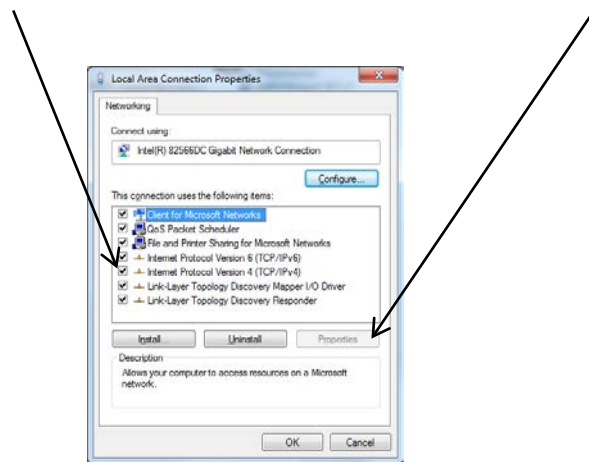 Local Area Connection Properties
Networking
Connect using:
Intel(R) 82566DC Gigabit Network Connection
Configure...
This connection uses the following items:
Client for Microsoft Networks
QoS Packet Scheduler
File and Printer Sharing for Microsoft Networks
Internet Protocol Version 6 (TCP/IPv6)
Internet Protocol Version 4 (TCP/IPv4)
Link-Layer Topology Discovery Mapper I/O Driver
Link-Layer Topology Discovery Responder
Install... Uninstall Properties
Description
Allows your computer to access resources on a Microsoft
network.
OK Cancel